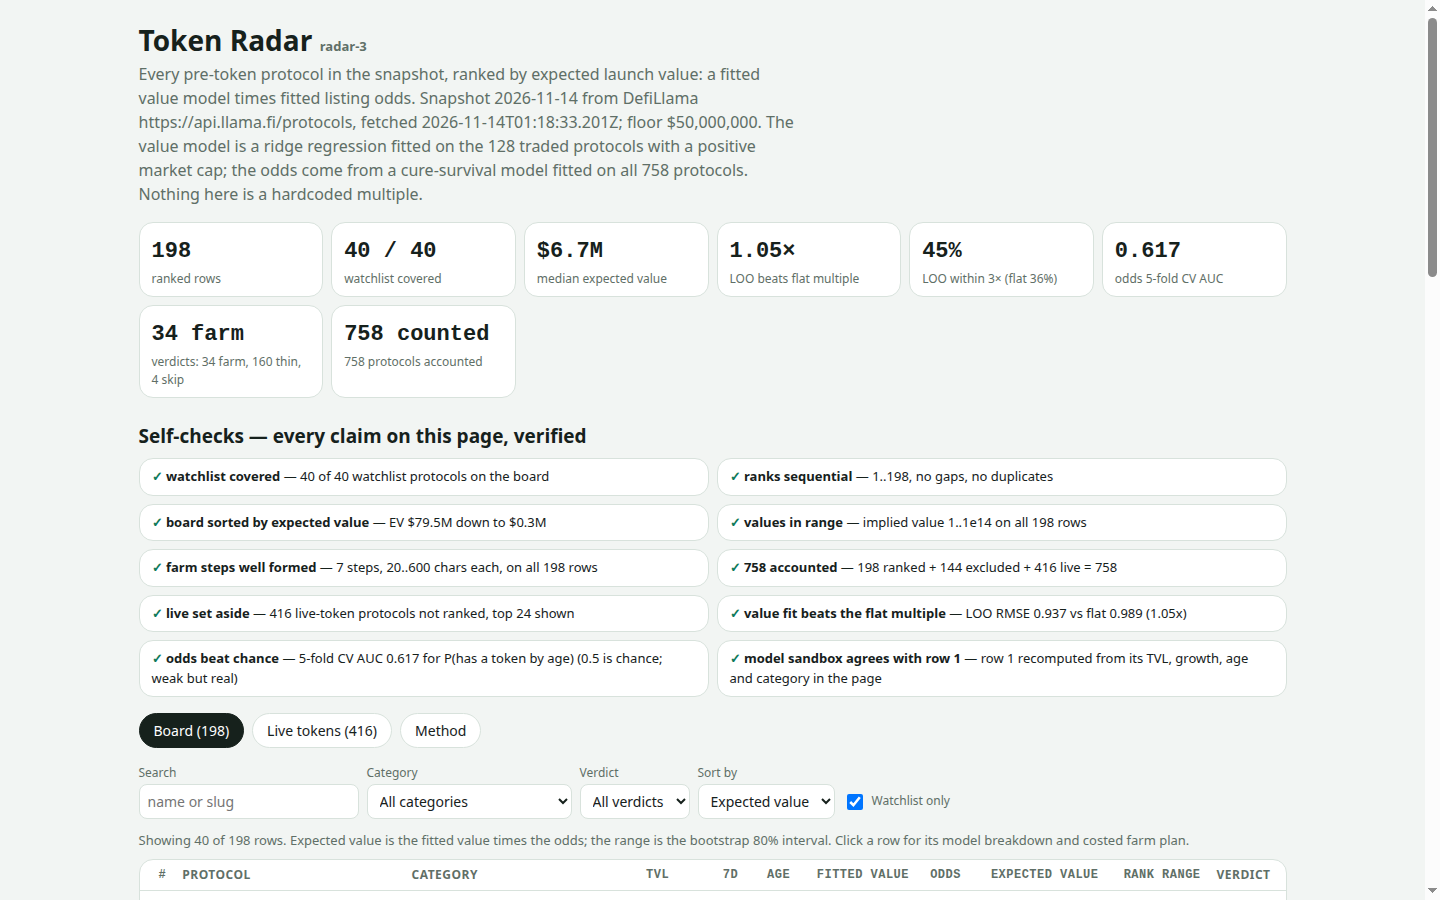 Token Radar radar-3
Every pre-token protocol in the snapshot, ranked by expected launch value: a fitted
value model times fitted listing odds. Snapshot 2026-11-14 from DefiLlama
https://api.llama.fi/protocols, fetched 2026-11-14T01:18:33.201Z; floor $50,000,000. The
value model is a ridge regression fitted on the 128 traded protocols with a positive
market cap; the odds come from a cure-survival model fitted on all 758 protocols.
Nothing here is a hardcoded multiple.
198
ranked rows
40 / 40
watchlist covered
$6.7M
median expected value
1.05×
LOO beats flat multiple
45%
LOO within 3× (flat 36%)
0.617
odds 5-fold CV AUC
34 farm
verdicts: 34 farm, 160 thin,
4 skip
758 counted
758 protocols accounted
Self-checks — every claim on this page, verified
✓ watchlist covered — 40 of 40 watchlist protocols on the board
✓ ranks sequential — 1..198, no gaps, no duplicates
✓ board sorted by expected value — EV $79.5M down to $0.3M
✓ values in range — implied value 1..1e14 on all 198 rows
✓ farm steps well formed — 7 steps, 20..600 chars each, on all 198 rows
✓ 758 accounted — 198 ranked + 144 excluded + 416 live = 758
✓ live set aside — 416 live-token protocols not ranked, top 24 shown
✓ value fit beats the flat multiple — LOO RMSE 0.937 vs flat 0.989 (1.05x)
✓ odds beat chance — 5-fold CV AUC 0.617 for P(has a token by age) (0.5 is chance;
weak but real)
✓ model sandbox agrees with row 1 — row 1 recomputed from its TVL, growth, age
and category in the page
Board (198) Live tokens (416) Method
Search Category Verdict Sort by
name or slug All categories All verdicts Expected value Watchlist only
Showing 40 of 198 rows. Expected value is the fitted value times the odds; the range is the bootstrap 80% interval. Click a row for its model breakdown and costed farm plan.
# PROTOCOL CATEGORY TVL 7D AGE FITTED VALUE ODDS EXPECTED VALUE RANK RANGE VERDICT